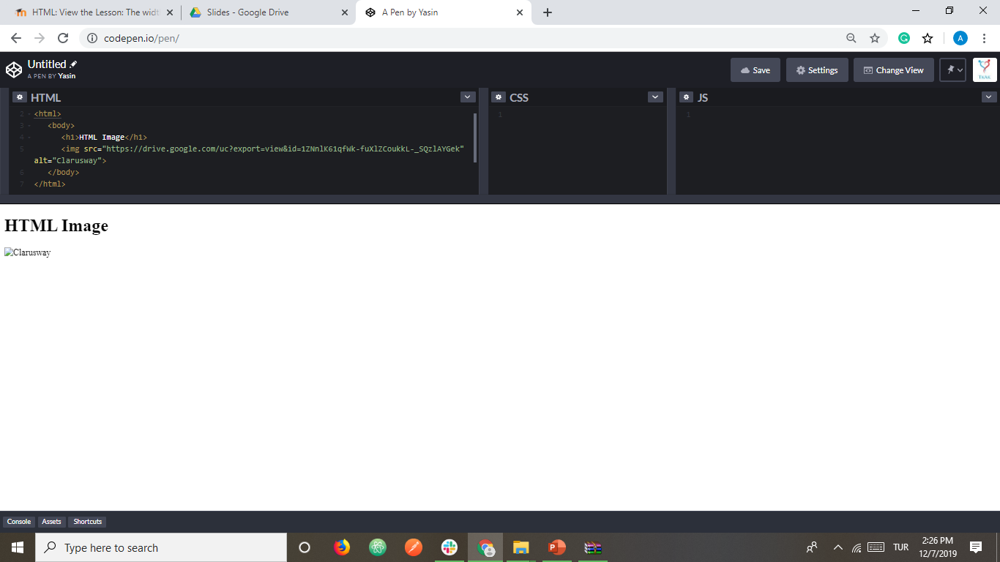 HTML: View the Lesson: The widt
Slides - Google Drive
A Pen by Yasin
codepen.io/pen/
A
Untitled
A PEN BY Yasin
Save
Settings
Change View
HTML
CSS
JS
2 <html>
3 <body>
4 <h1>HTML Image</h1>
5 <img src="https://drive.google.com/uc?export=view&id=1ZNnlK61qfWk-fuXlZCoukkL-_SQzlAYGek"
alt="Clarusway">
6 </body>
7 </html>
1
1
HTML Image
Clarusway
Console
Assets
Shortcuts
Type here to search
TUR
2:26 PM
12/7/2019